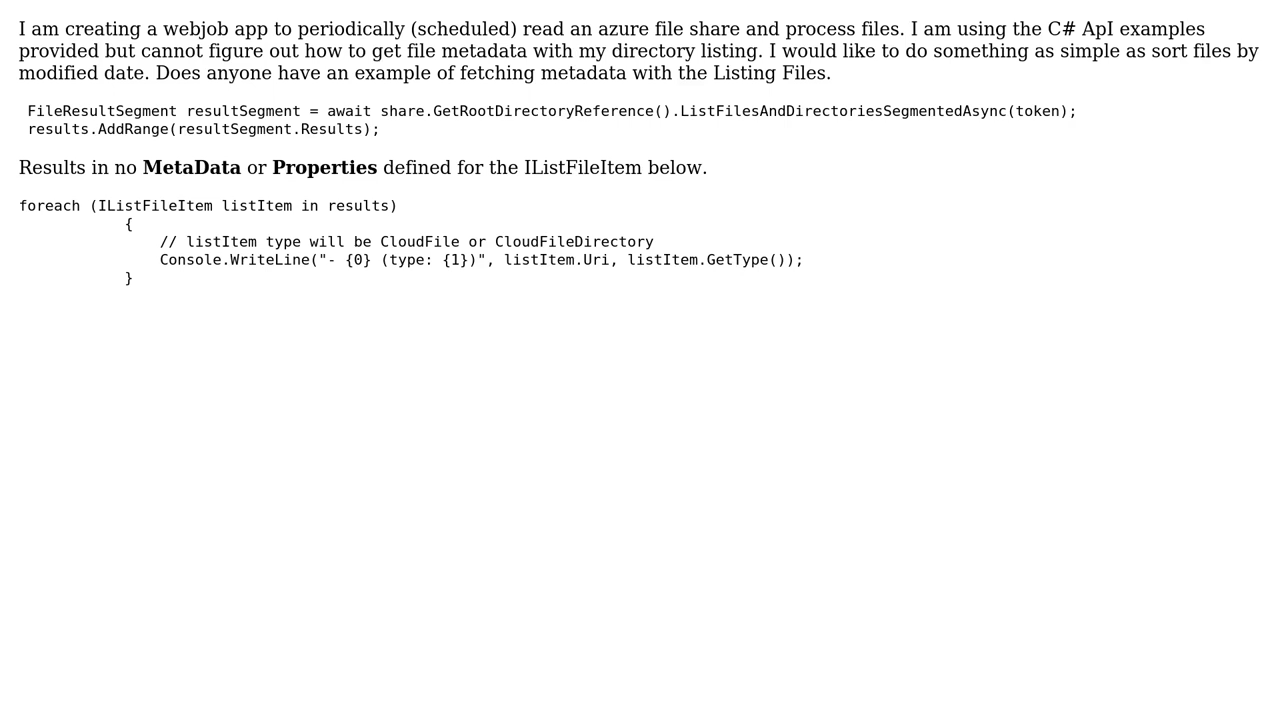 I am creating a webjob app to periodically (scheduled) read an azure file share and process files. I am using the C# ApI examples
provided but cannot figure out how to get file metadata with my directory listing. I would like to do something as simple as sort files by
modified date. Does anyone have an example of fetching metadata with the Listing Files.
FileResultSegment resultSegment = await share.GetRootDirectoryReference().ListFilesAndDirectoriesSegmentedAsync(token);
results.AddRange(resultSegment.Results);
Results in no MetaData or Properties defined for the IListFileItem below.
foreach (IListFileItem listItem in results)
{
// listItem type will be CloudFile or CloudFileDirectory
Console.WriteLine("- {0} (type: {1})", listItem.Uri, listItem.GetType());
}